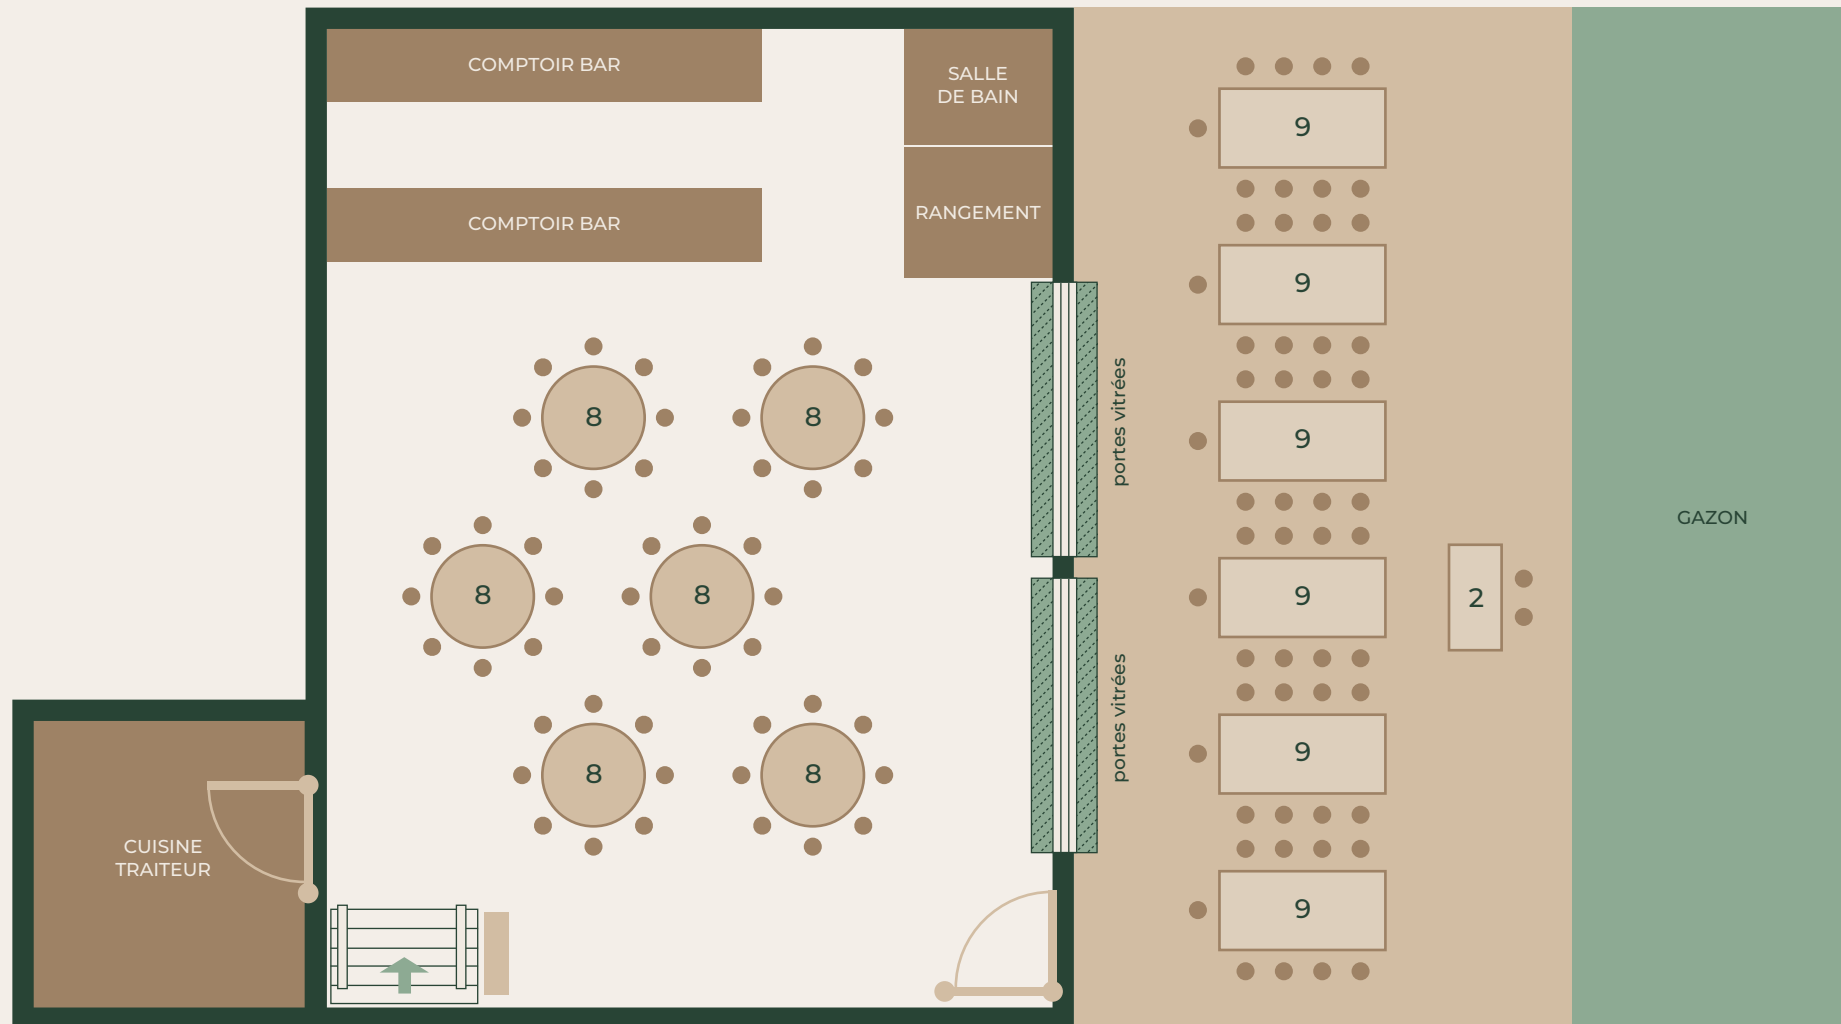 COMPTOIR BAR
SALLE
DE BAIN
9
COMPTOIR BAR
RANGEMENT
9
8
8
portes vitrées
9
GAZON
8
8
9
2
8
8
portes vitrées
9
CUISINE
TRAITEUR
9